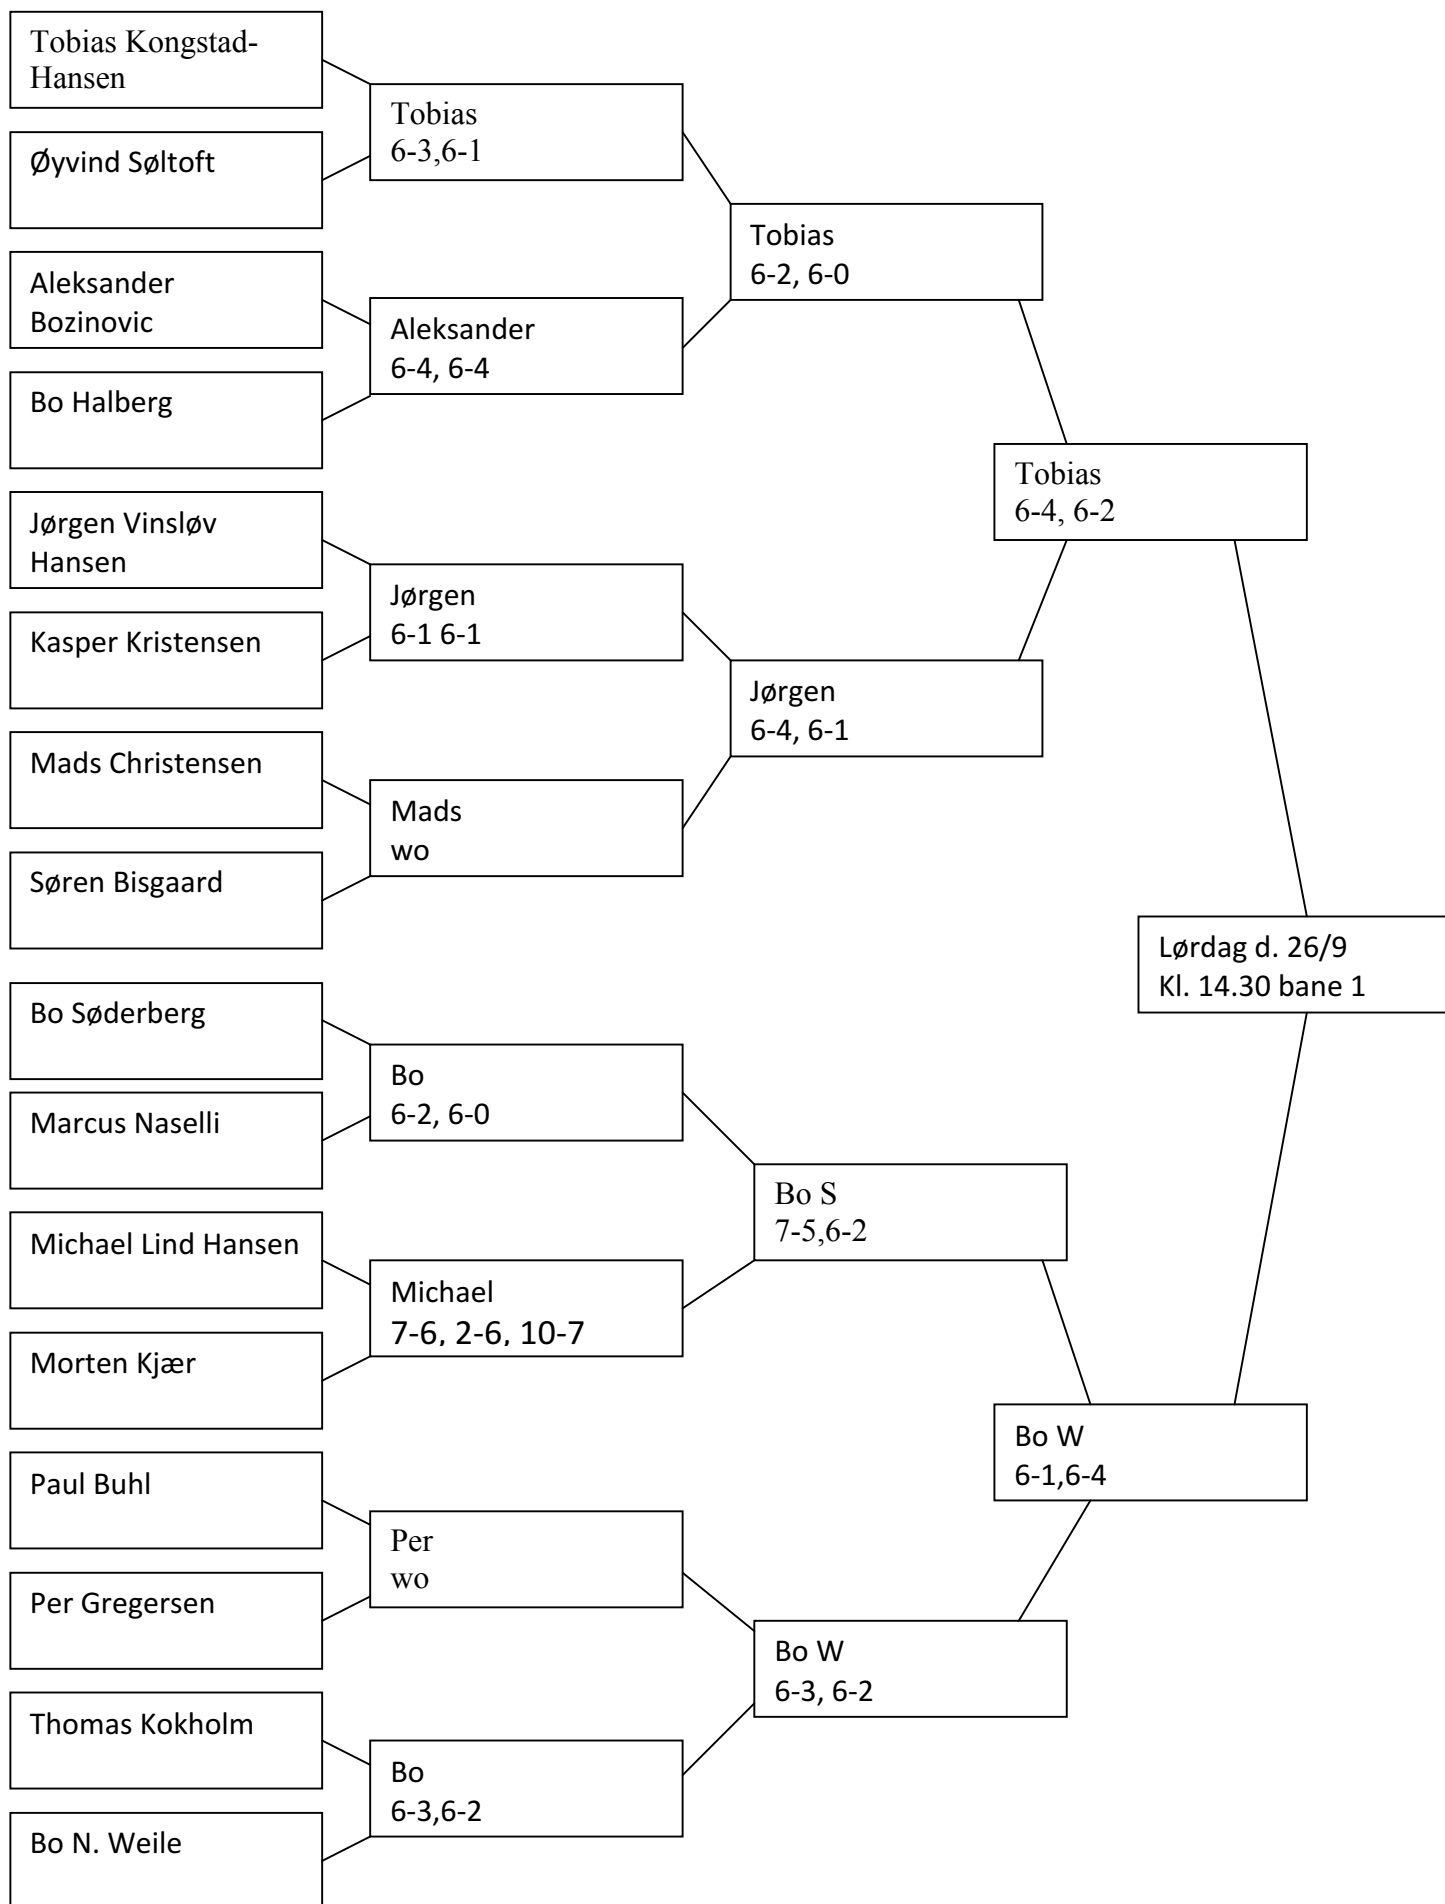 Tobias Kongstad-
Hansen
Øyvind Søltoft
Aleksander
Bozinovic
Bo Halberg
Jørgen Vinsløv
Hansen
Kasper Kristensen
Mads Christensen
Søren Bisgaard
Bo Søderberg
Marcus Naselli
Michael Lind Hansen
Morten Kjær
Paul Buhl
Per Gregersen
Thomas Kokholm
Bo N. Weile
Tobias
6-3,6-1
Aleksander
6-4, 6-4
Jørgen
6-1 6-1
Mads
wo
Bo
6-2, 6-0
Michael
7-6, 2-6, 10-7
Per
wo
Bo
6-3,6-2
Tobias
6-2, 6-0
Jørgen
6-4, 6-1
Bo S
7-5,6-2
Bo W
6-3, 6-2
Tobias
6-4, 6-2
Bo W
6-1,6-4
Lørdag d. 26/9
Kl. 14.30 bane 1